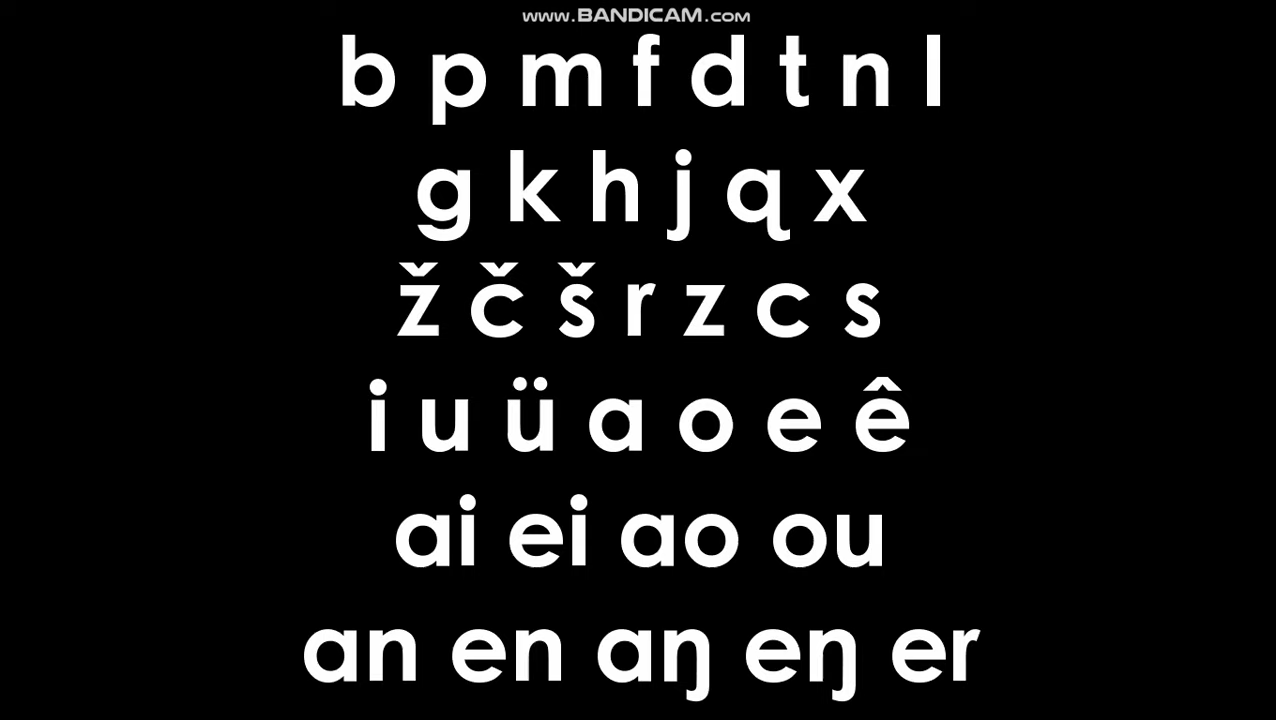 www.BANDICAM.com
b p m f d t n l
g k h j ɋ x
ž č š r z c s
i u ü a o e ê
ai ei ao ou
an en aŋ eŋ er